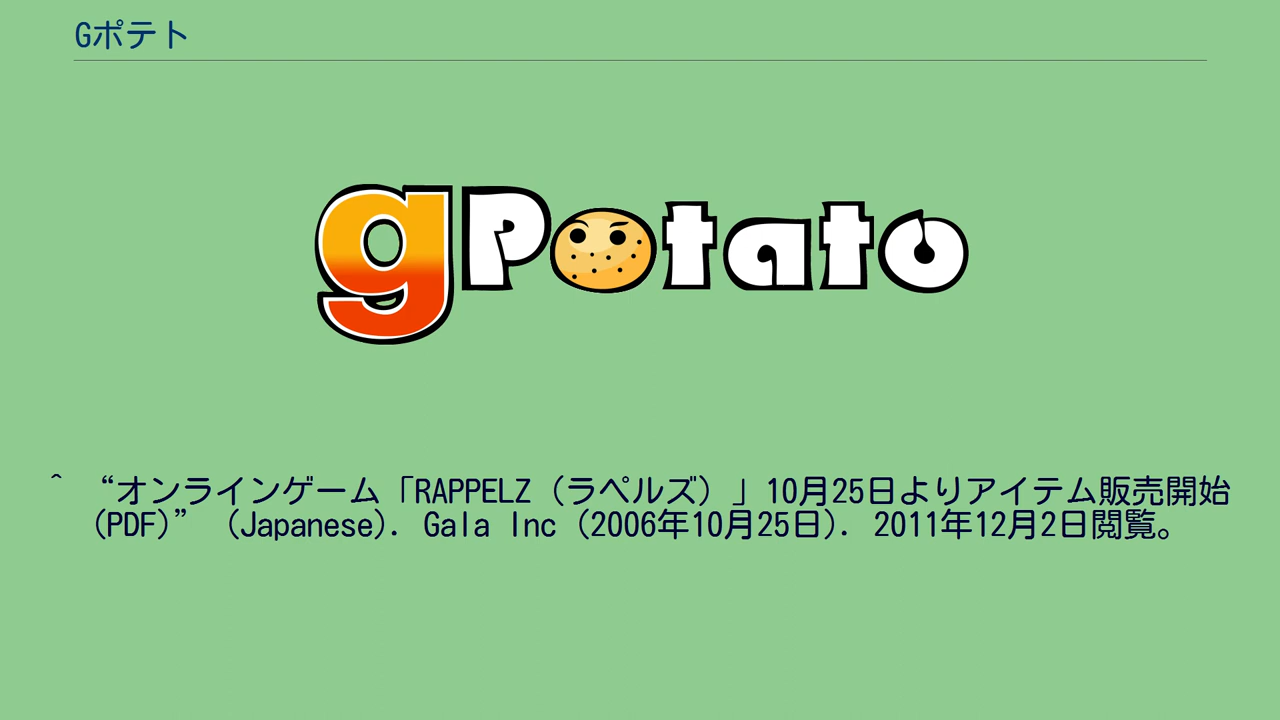 Gポテト
gPotato
^ “オンラインゲーム「RAPPELZ（ラペルズ）」10月25日よりアイテム販売開始
(PDF)” (Japanese). Gala Inc (2006年10月25日). 2011年12月2日閲覧。